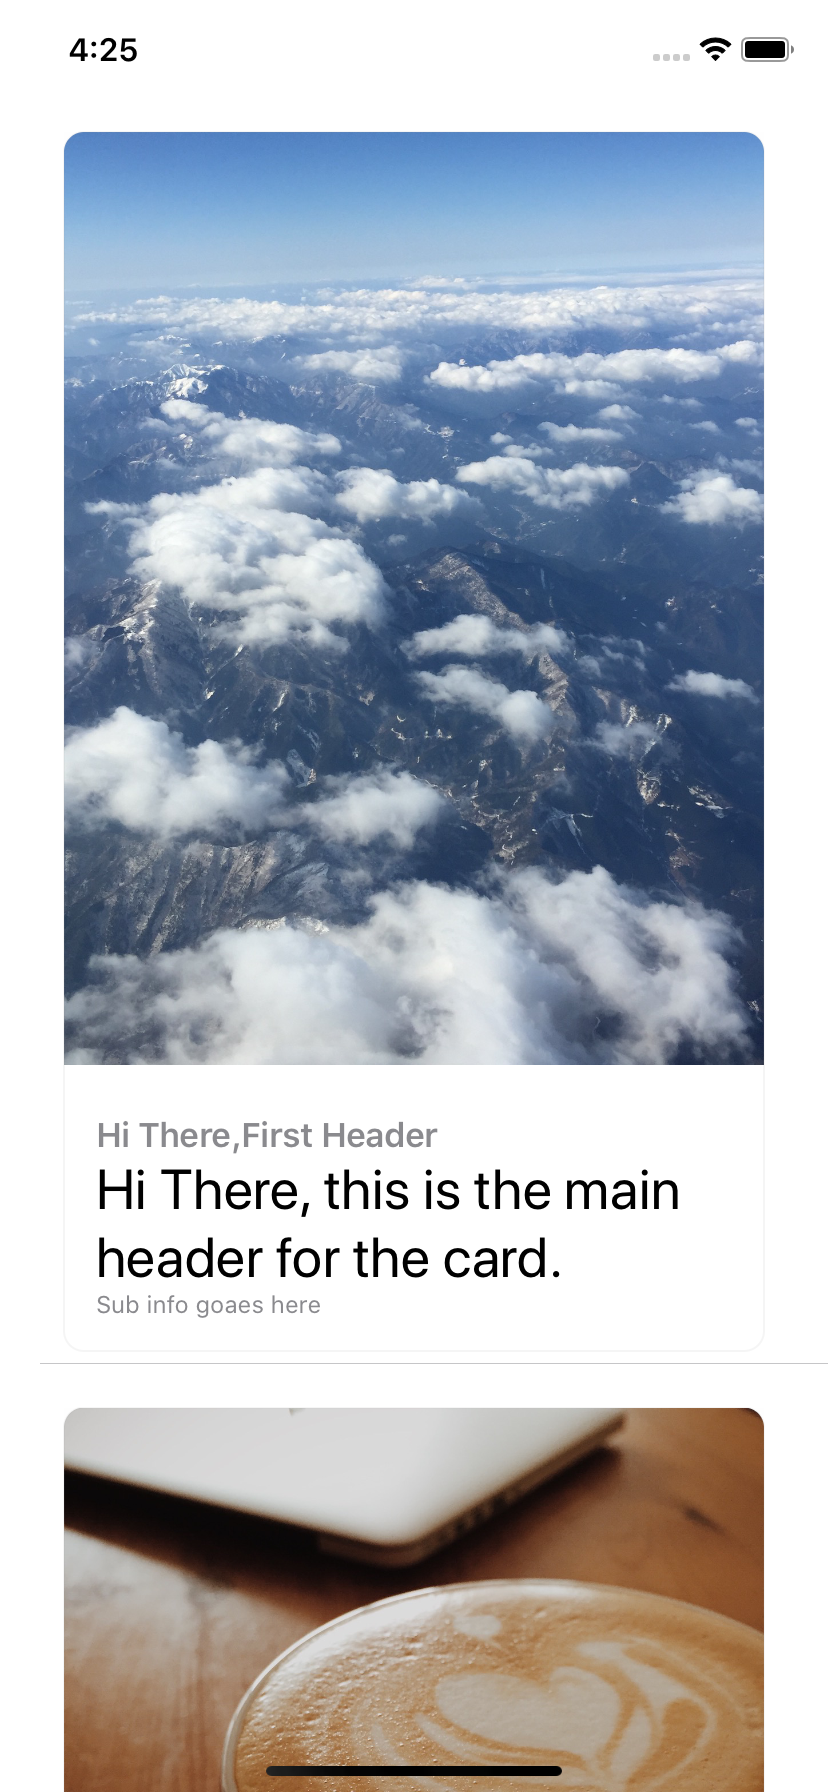 4:25
Hi There,First Header
Hi There, this is the main
header for the card.
Sub info goaes here